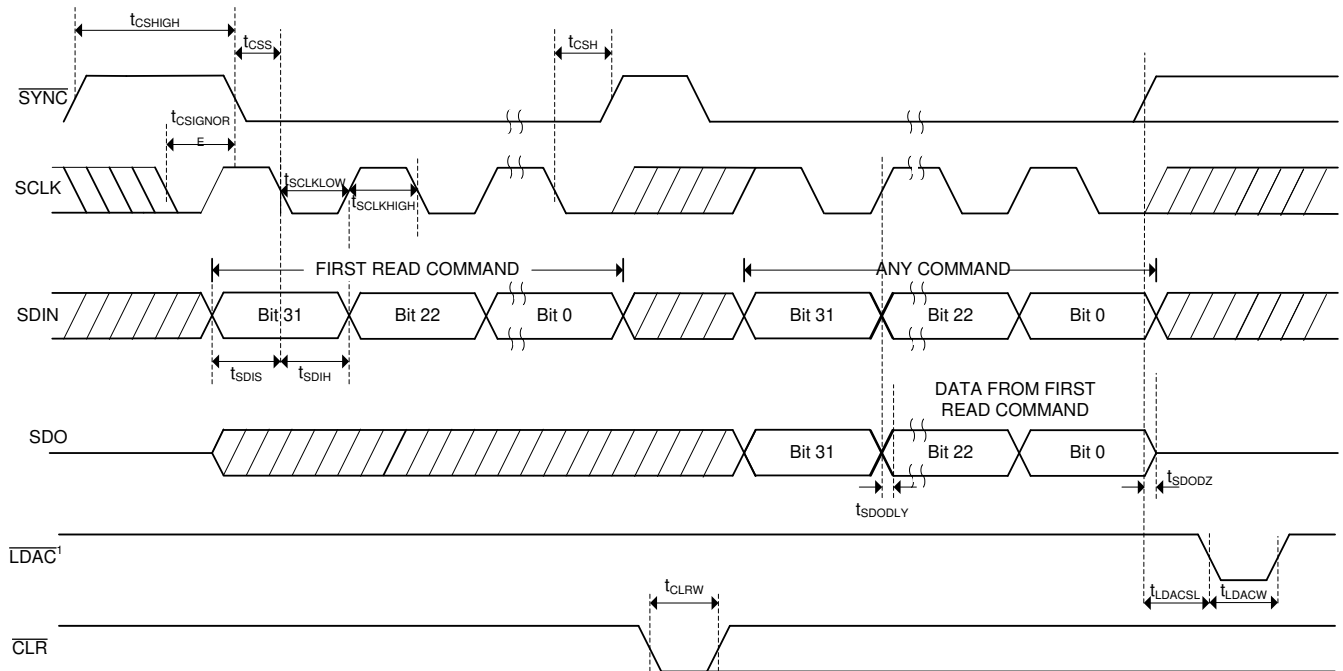 tCSHIGH
tCSS
tCSH
SYNC
tCSIGNOR
E
SCLK
tSCLKLOW
tSCLKHIGH
FIRST READ COMMAND
ANY COMMAND
SDIN
Bit 31
Bit 22
Bit 0
Bit 31
Bit 22
Bit 0
tSDIS
tSDIH
DATA FROM FIRST
READ COMMAND
SDO
Bit 31
Bit 22
Bit 0
tSDODLY
tSDODZ
LDAC1
tLDACSL
tLDACW
tCLRW
CLR